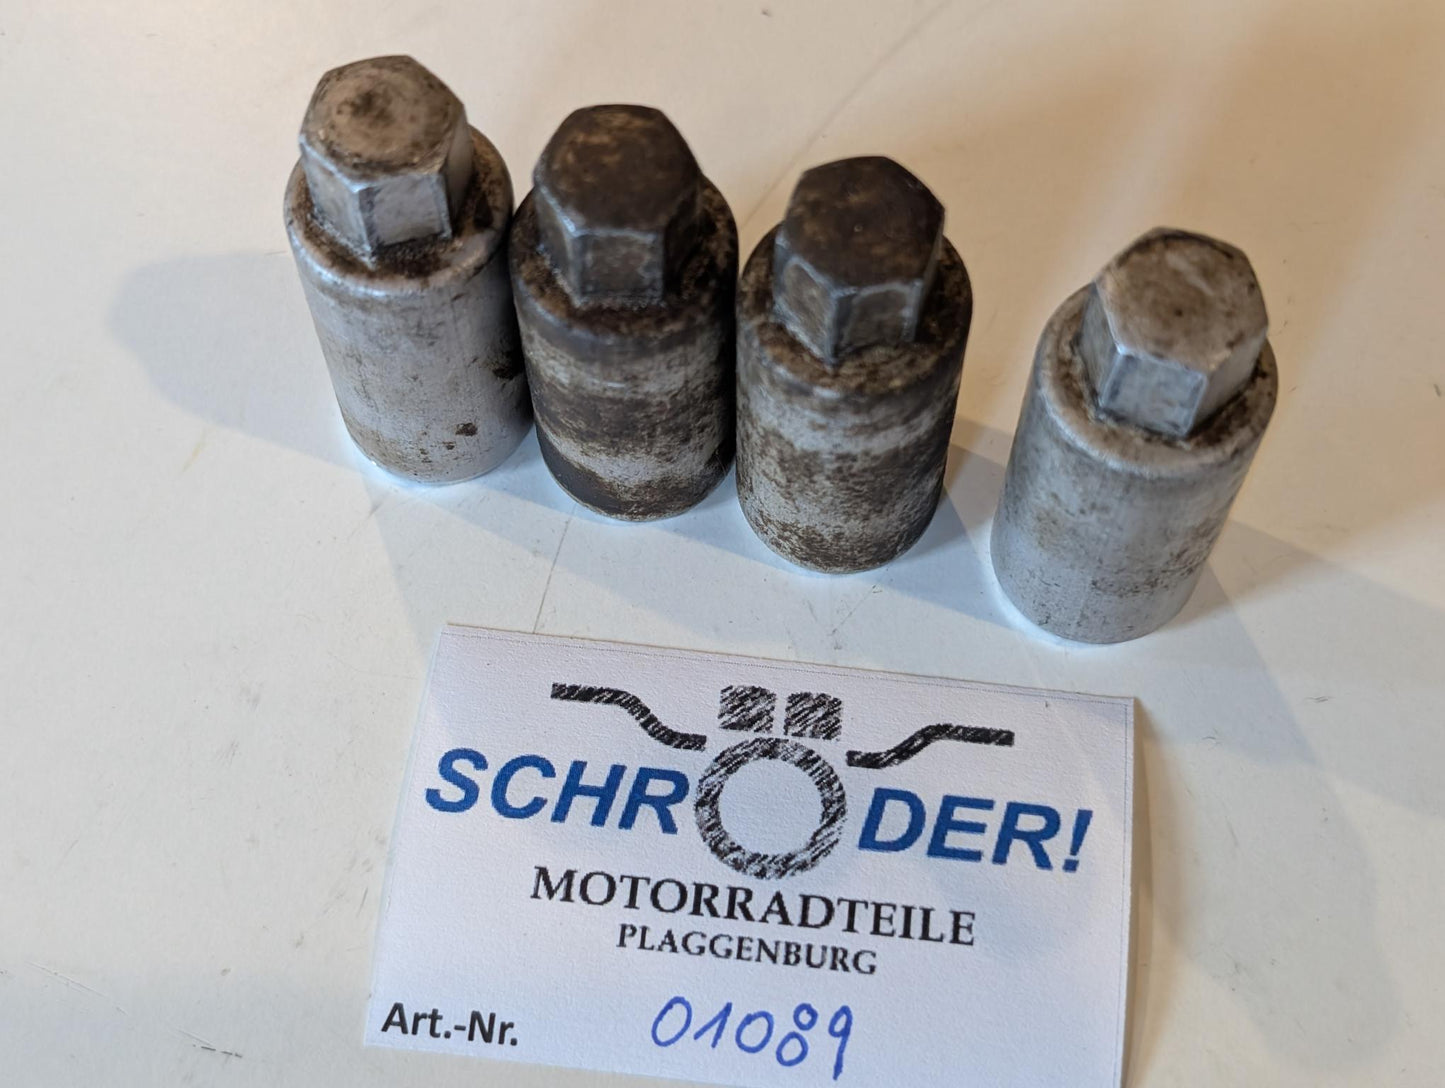 SCHRÖDER!
MOTORRADTEILE
PLAGGENBURG
Art.-Nr. 01089